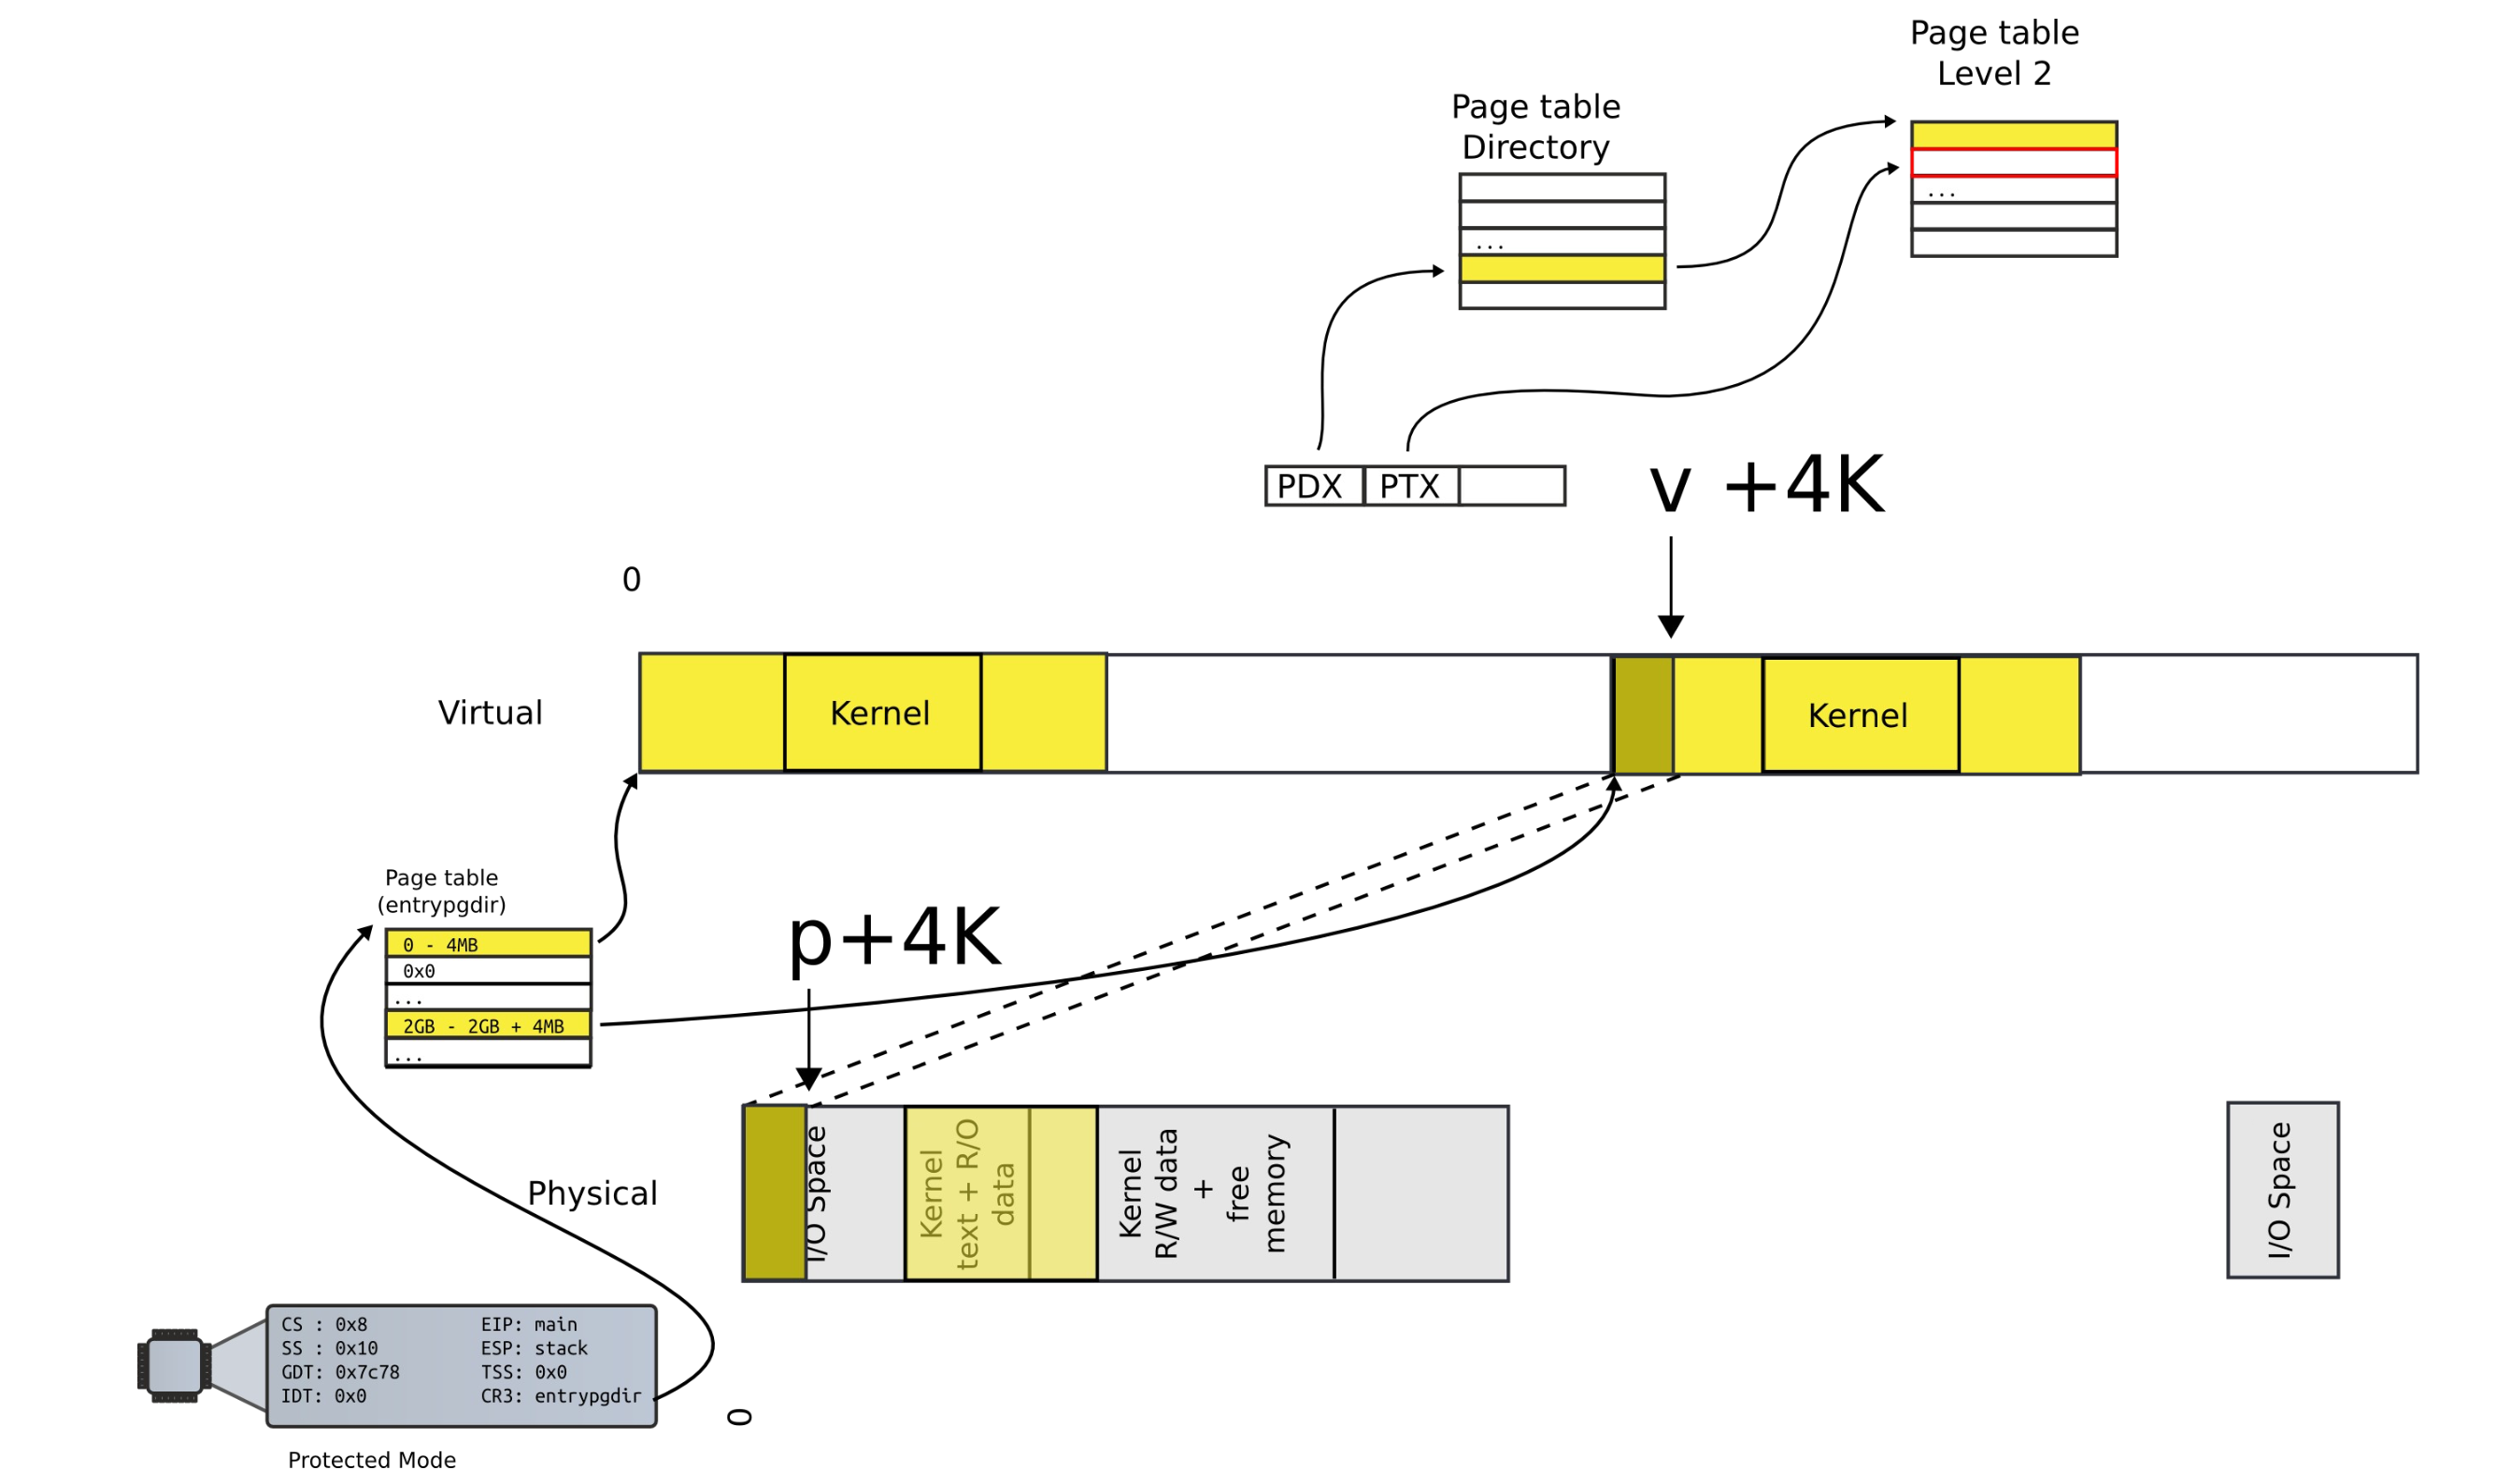 Page table
Level 2
...
Page table
Directory
...
PDX
PTX
v +4K
0
Virtual
Kernel
Kernel
Page table
(entrypgdir)
0 - 4MB
0x0
...
2GB - 2GB + 4MB
...
p+4K
Physical
I/O Space
Kernel
text + R/O
data
Kernel
R/W data
+
free
memory
I/O Space
CS : 0x8
SS : 0x10
GDT: 0x7c78
IDT: 0x0
EIP: main
ESP: stack
TSS: 0x0
CR3: entrypgdir
0
Protected Mode